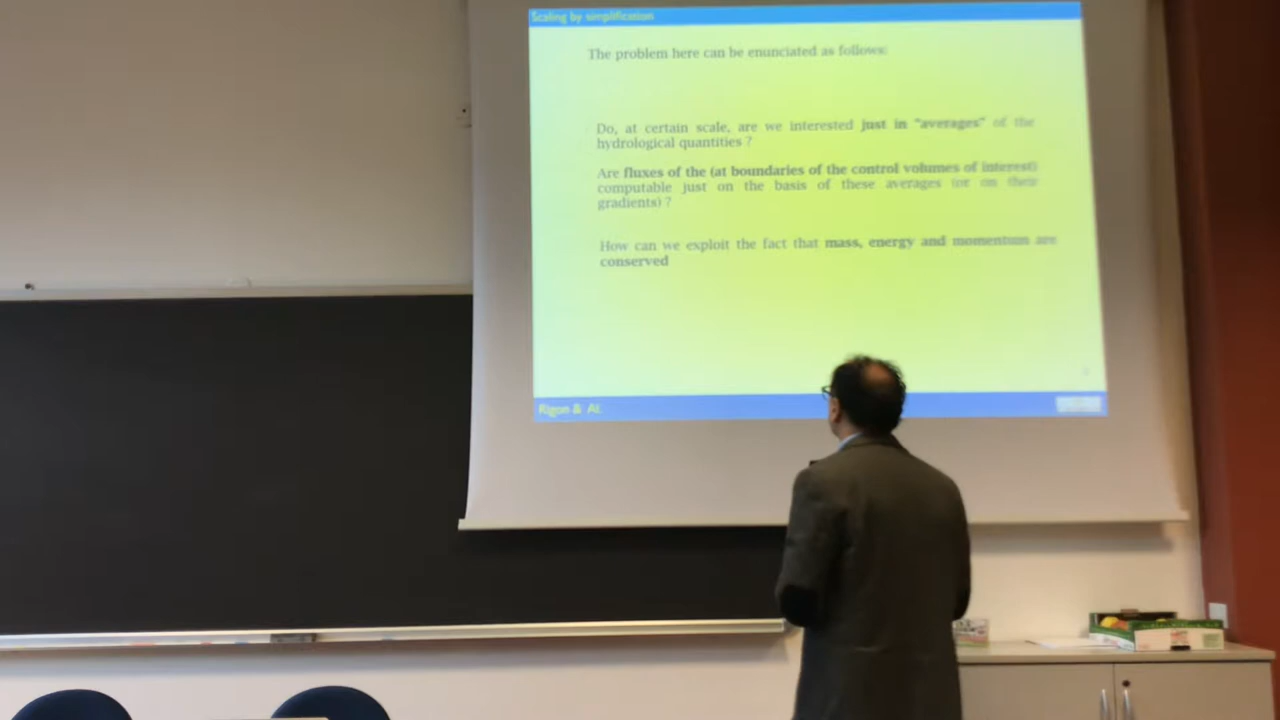 Scaling by simplification
The problem here can be enunciated as follows:
Do, at certain scale, are we interested just in "averages" of the
hydrological quantities ?
Are fluxes of the (at boundaries of the control volumes of interest)
computable just on the basis of these averages (or on their
gradients) ?
How can we exploit the fact that mass, energy and momentum are
conserved
Rigon & Al.